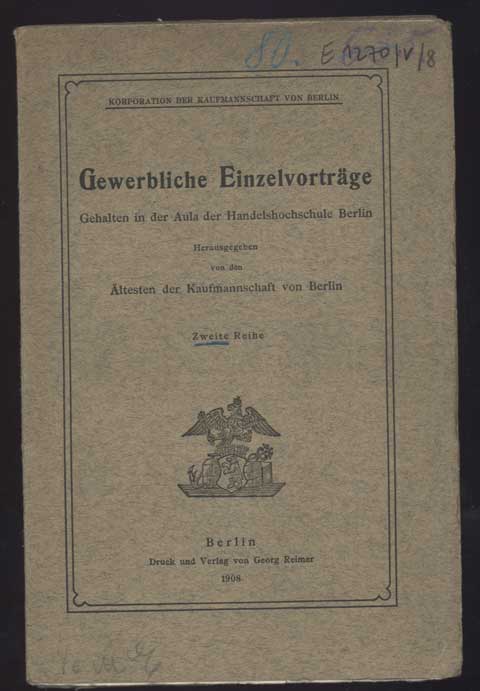 80. E 1270/V/8
KORPORATION DER KAUFMANNSCHAFT VON BERLIN
Gewerbliche Einzelvorträge
Gehalten in der Aula der Handelshochschule Berlin
Herausgegeben
von den
Ältesten der Kaufmannschaft von Berlin
Zweite Reihe
Berlin
Druck und Verlag von Georg Reimer
1908